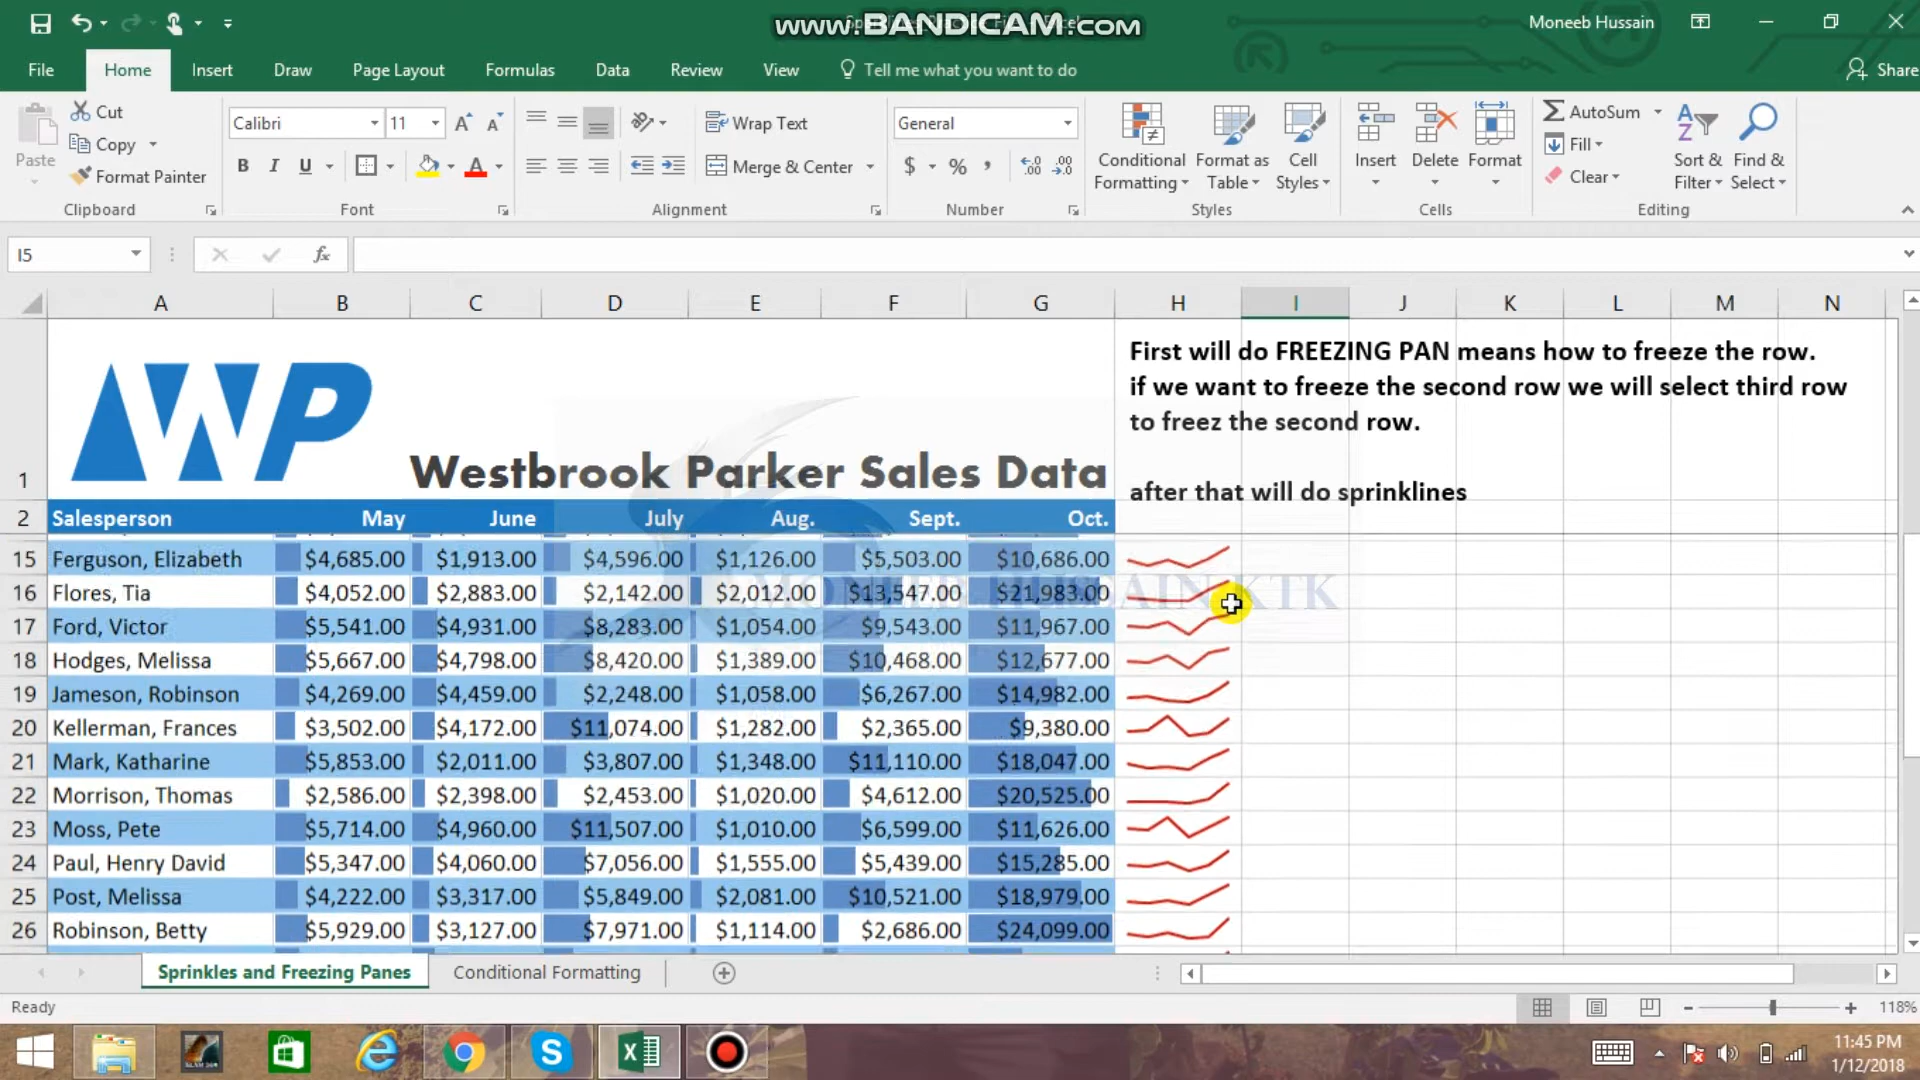 www.BANDICAM.com
Moneeb Hussain
File Home Insert Draw Page Layout Formulas Data Review View Tell me what you want to do Share
Paste
Cut
Copy
Format Painter
Clipboard
Calibri 11
B I U A
Font
Wrap Text
Merge & Center
Alignment
General
$ % ,
Number
Conditional Formatting
Format as Table
Cell Styles
Styles
Insert Delete Format
Cells
AutoSum
Fill
Clear
Sort & Filter
Find & Select
Editing
I5 fx
A B C D E F G H I J K L M N
WP
Westbrook Parker Sales Data
First will do FREEZING PAN means how to freeze the row.
if we want to freeze the second row we will select third row
to freez the second row.
after that will do sprinklines
1
2 Salesperson May June July Aug. Sept. Oct.
15 Ferguson, Elizabeth $4,685.00 $1,913.00 $4,596.00 $1,126.00 $5,503.00 $10,686.00
16 Flores, Tia $4,052.00 $2,883.00 $2,142.00 $2,012.00 $13,547.00 $21,983.00
MONEEB HUSSAIN KTK
17 Ford, Victor $5,541.00 $4,931.00 $8,283.00 $1,054.00 $9,543.00 $11,967.00
18 Hodges, Melissa $5,667.00 $4,798.00 $8,420.00 $1,389.00 $10,468.00 $12,677.00
19 Jameson, Robinson $4,269.00 $4,459.00 $2,248.00 $1,058.00 $6,267.00 $14,982.00
20 Kellerman, Frances $3,502.00 $4,172.00 $11,074.00 $1,282.00 $2,365.00 $9,380.00
21 Mark, Katharine $5,853.00 $2,011.00 $3,807.00 $1,348.00 $11,110.00 $18,047.00
22 Morrison, Thomas $2,586.00 $2,398.00 $2,453.00 $1,020.00 $4,612.00 $20,525.00
23 Moss, Pete $5,714.00 $4,960.00 $11,507.00 $1,010.00 $6,599.00 $11,626.00
24 Paul, Henry David $5,347.00 $4,060.00 $7,056.00 $1,555.00 $5,439.00 $15,285.00
25 Post, Melissa $4,222.00 $3,317.00 $5,849.00 $2,081.00 $10,521.00 $18,979.00
26 Robinson, Betty $5,929.00 $3,127.00 $7,971.00 $1,114.00 $2,686.00 $24,099.00
Sprinkles and Freezing Panes Conditional Formatting
Ready 118%
11:45 PM
1/12/2018